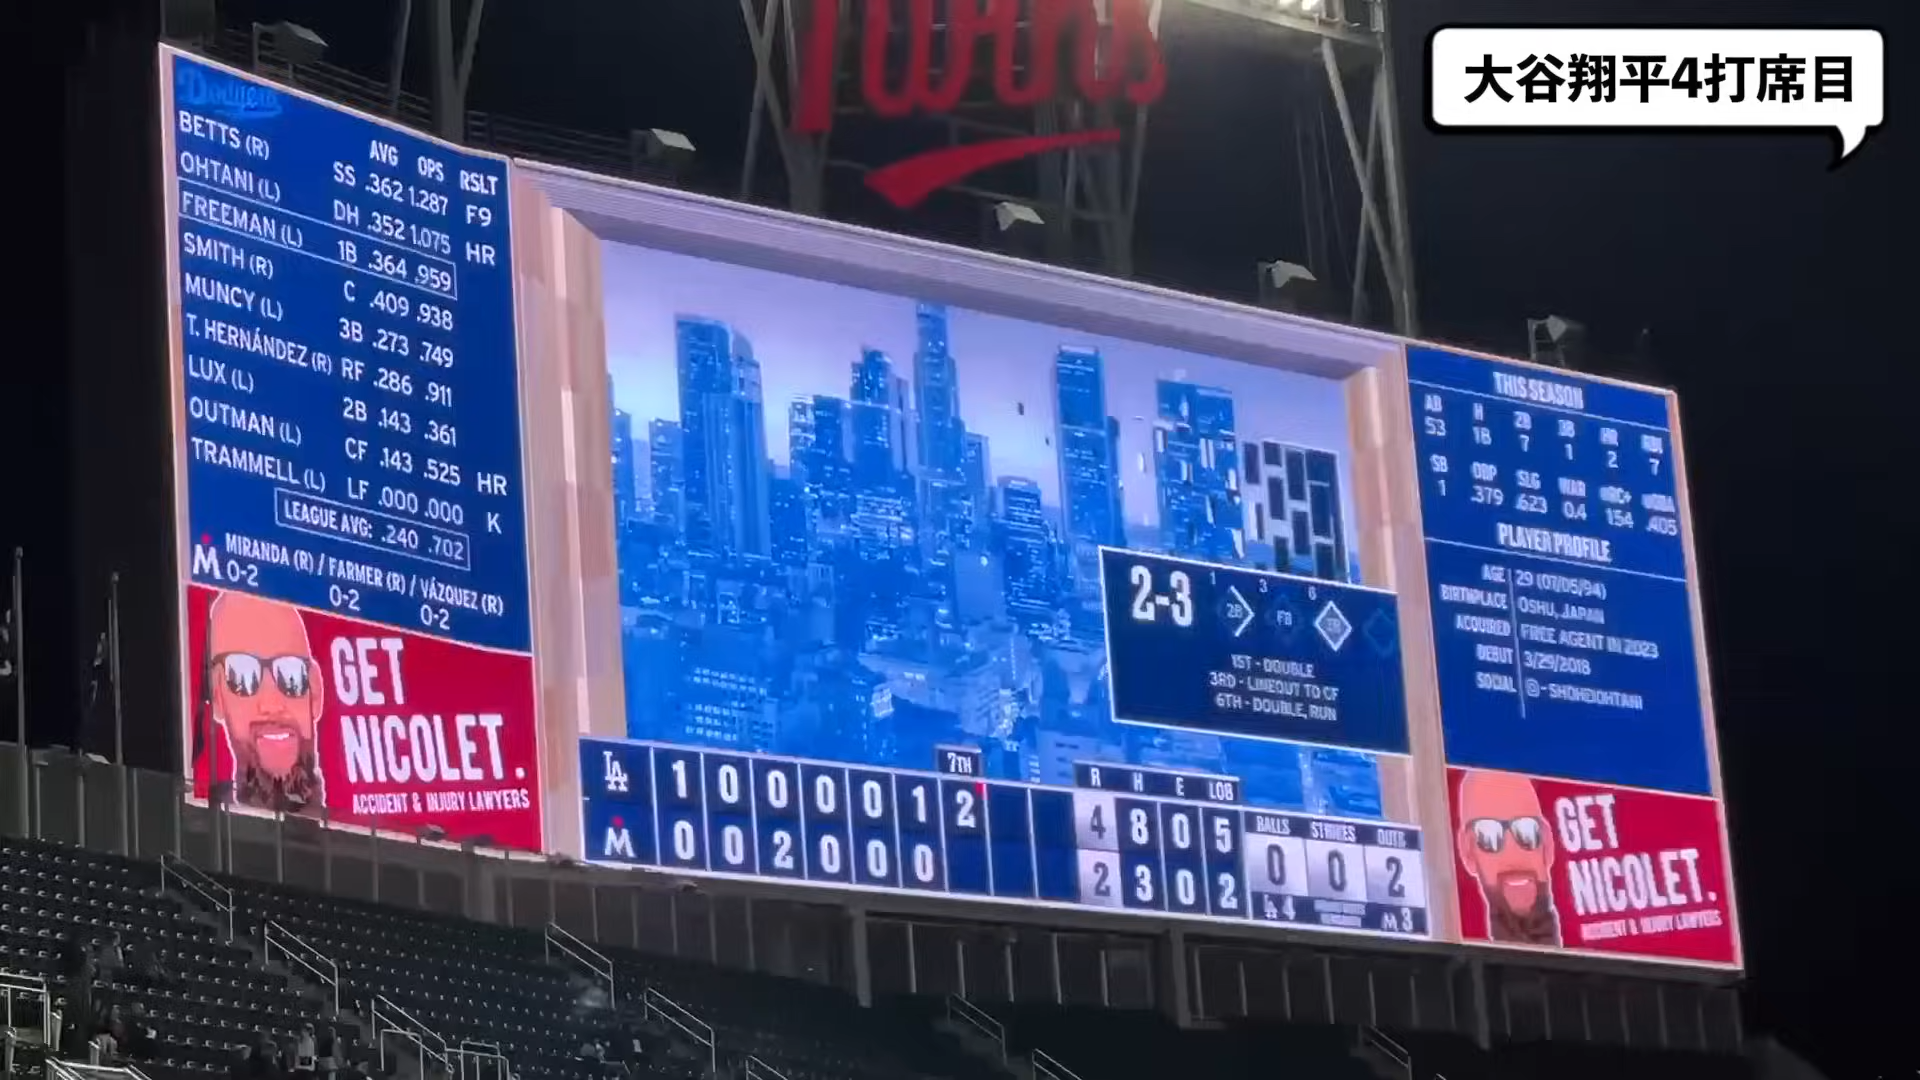 Twins
大谷翔平4打席目
Dodgers
AVG OPS RSLT
BETTS (R) SS .362 1.287 F9
OHTANI (L) DH .352 1.075 HR
FREEMAN (L) 1B .364 .959
SMITH (R) C .409 .938
MUNCY (L) 3B .273 .749
T. HERNÁNDEZ (R) RF .286 .911
LUX (L) 2B .143 .361
OUTMAN (L) CF .143 .525 HR
TRAMMELL (L) LF .000 .000 K
LEAGUE AVG: .240 .702
M MIRANDA (R) / FARMER (R) / VÁZQUEZ (R)
0-2 0-2 0-2
GET
NICOLET.
ACCIDENT & INJURY LAWYERS
2-3
1 3 6
2B F8
1ST - DOUBLE
3RD - LINEOUT TO CF
6TH - DOUBLE, RUN
7TH
R H E LOB
LA 1 0 0 0 0 1 2 4 8 0 5
M 0 0 2 0 0 0 2 3 0 2
BALLS STRIKES OUTS
0 0 2
LA 4
M 3
THIS SEASON
AB H 2B 3B HR RBI
53 18 7 1 2 7
SB OBP SLG WAR wRC+ wOBA
1 .379 .623 0.4 154 .405
PLAYER PROFILE
AGE 29 (07/05/94)
BIRTHPLACE OSHU, JAPAN
ACQUIRED FREE AGENT IN 2023
DEBUT 3/29/2018
SOCIAL @-SHOHEIOHTANI
GET
NICOLET.
ACCIDENT & INJURY LAWYERS